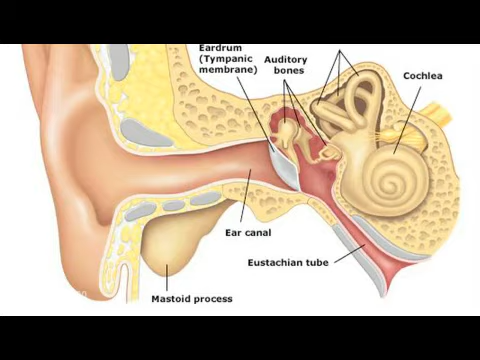 Eardrum
(Tympanic
membrane)
Auditory
bones
Cochlea
Ear canal
Eustachian tube
Mastoid process